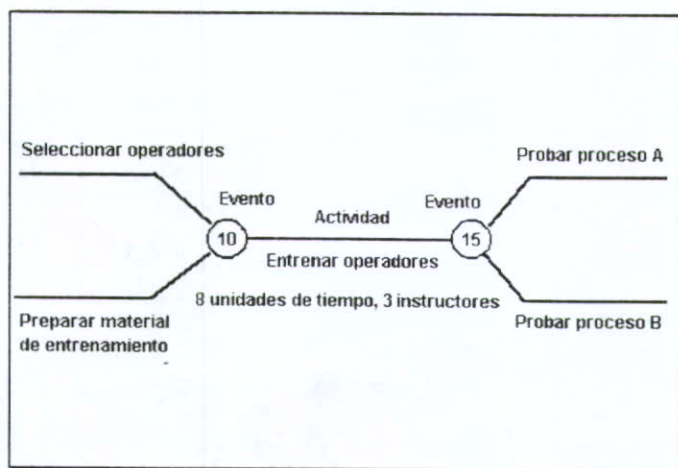 Seleccionar operadores
Probar proceso A
Evento
Actividad
Evento
10
15
Entrenar operadores
8 unidades de tiempo, 3 instructores
Preparar material
de entrenamiento
Probar proceso B